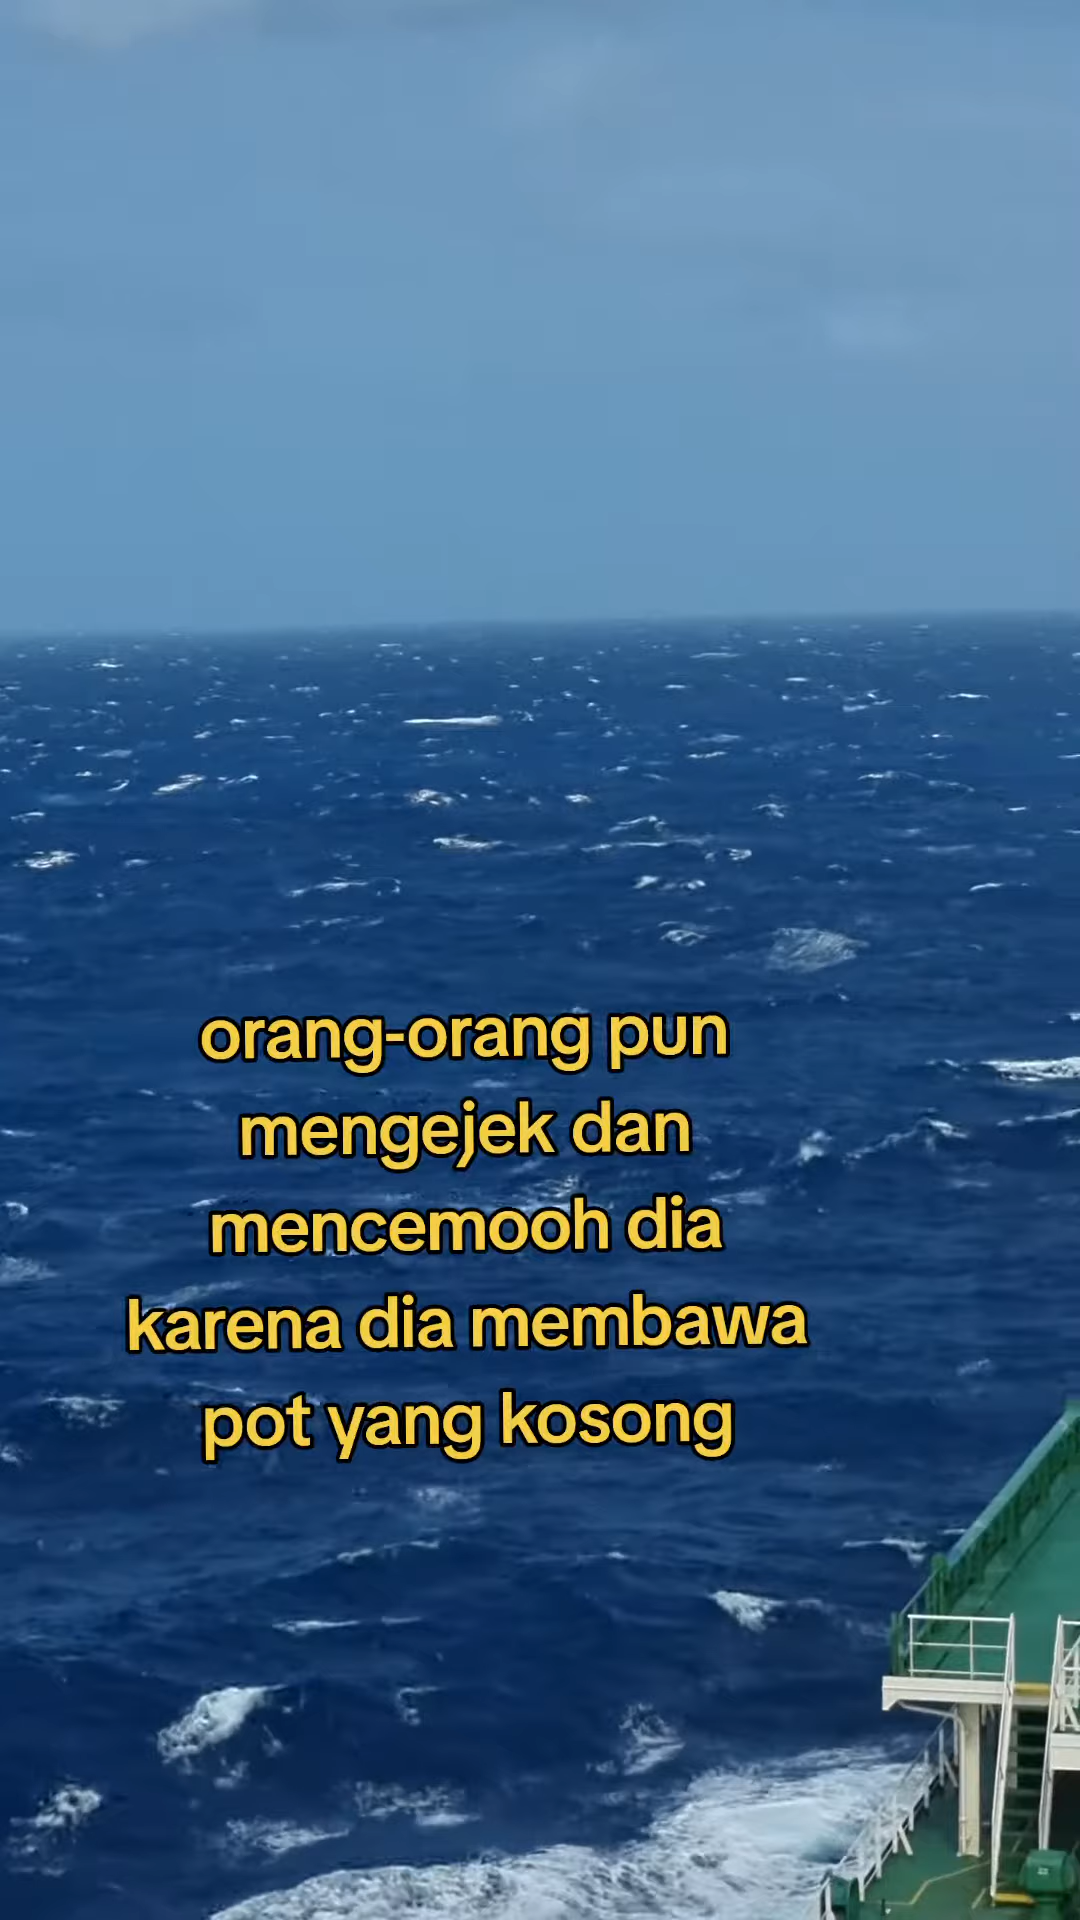 orang-orang pun
mengejek dan
mencemooh dia
karena dia membawa
pot yang kosong